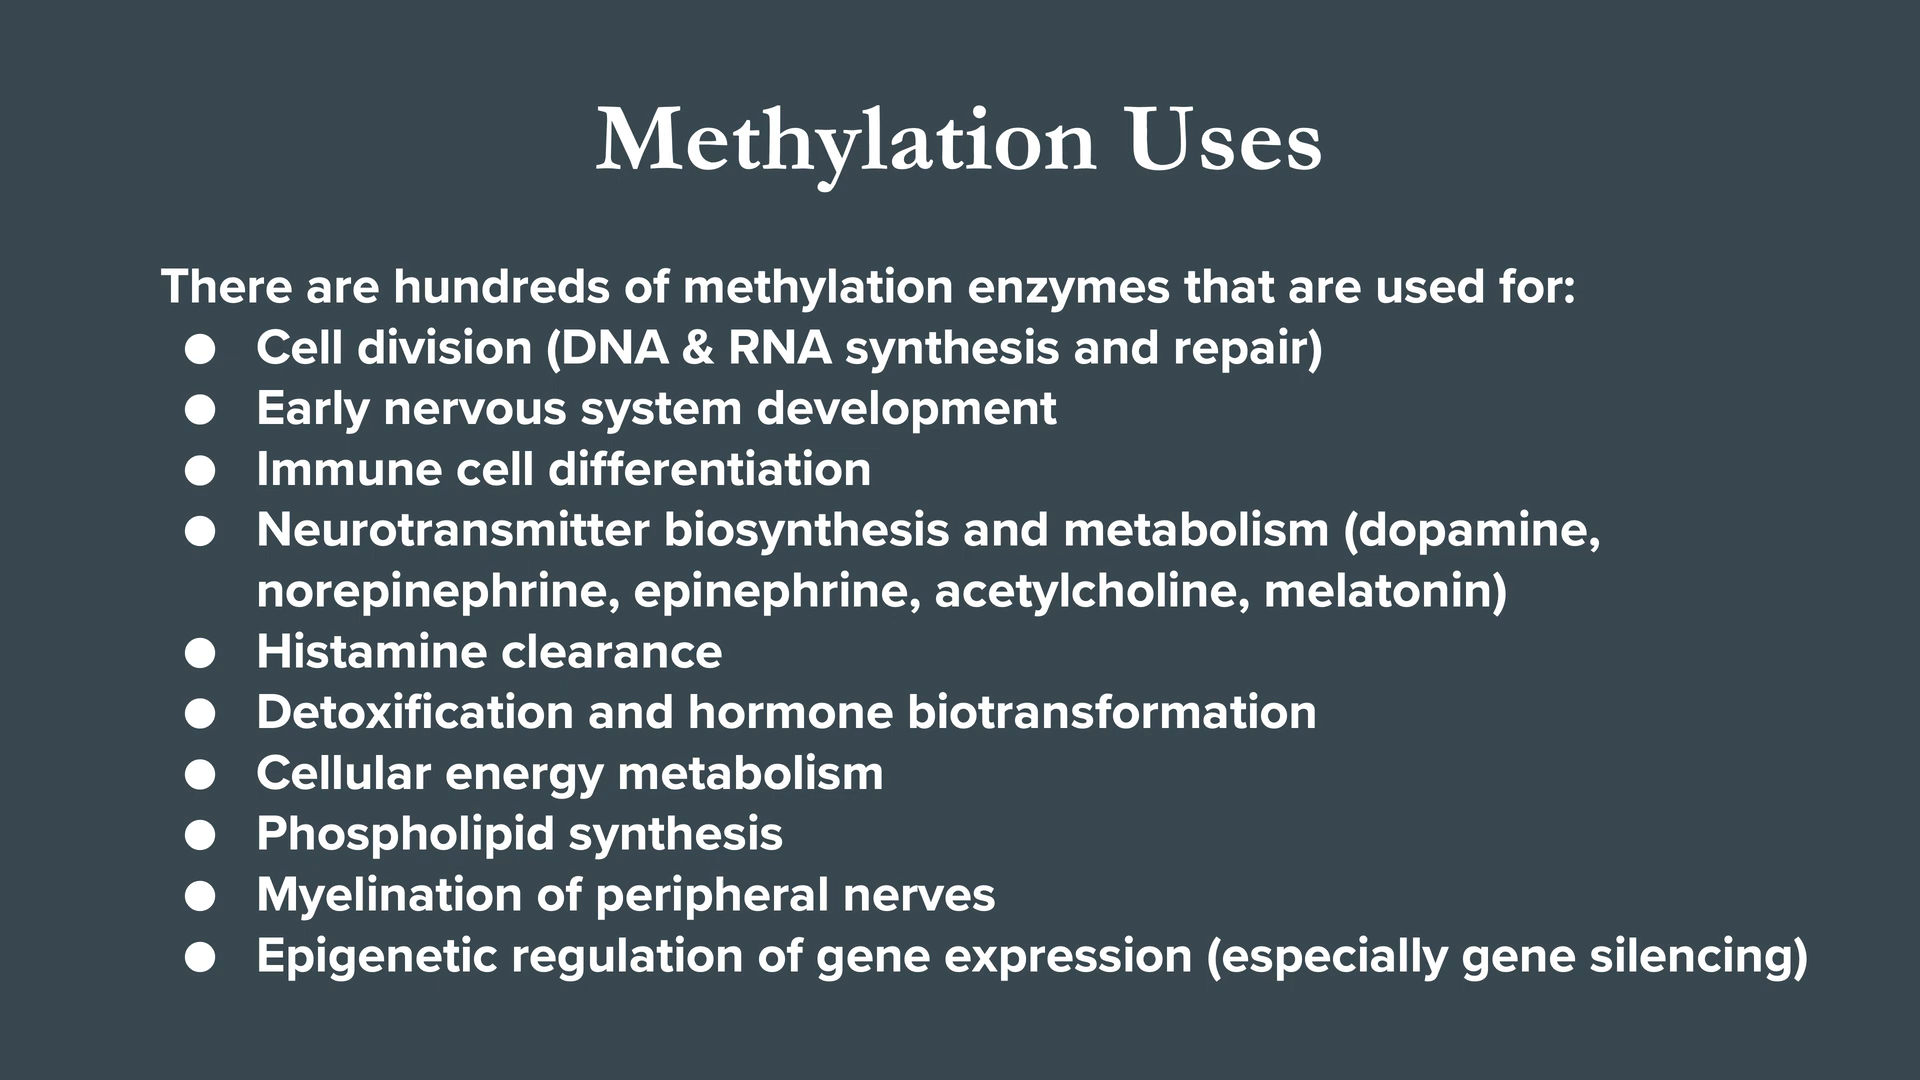 Methylation Uses
There are hundreds of methylation enzymes that are used for:
● Cell division (DNA & RNA synthesis and repair)
● Early nervous system development
● Immune cell differentiation
● Neurotransmitter biosynthesis and metabolism (dopamine,
norepinephrine, epinephrine, acetylcholine, melatonin)
● Histamine clearance
● Detoxification and hormone biotransformation
● Cellular energy metabolism
● Phospholipid synthesis
● Myelination of peripheral nerves
● Epigenetic regulation of gene expression (especially gene silencing)